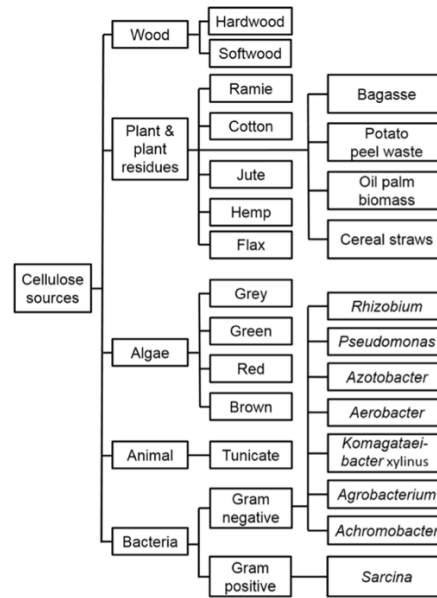 Cellulose
sources
Wood
Hardwood
Softwood
Plant &
plant
residues
Ramie
Cotton
Jute
Hemp
Flax
Bagasse
Potato
peel waste
Oil palm
biomass
Cereal straws
Algae
Grey
Green
Red
Brown
Animal
Tunicate
Bacteria
Gram
negative
Rhizobium
Pseudomonas
Azotobacter
Aerobacter
Komagataei-
bacter xylinus
Agrobacterium
Achromobacter
Gram
positive
Sarcina